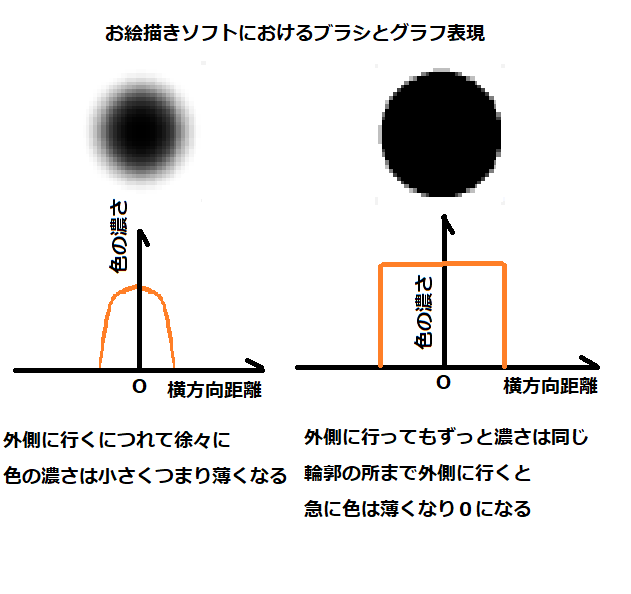 お絵描きソフトにおけるブラシとグラフ表現
色の濃さ
O
横方向距離
外側に行くにつれて徐々に
色の濃さは小さくつまり薄くなる
色の濃さ
O
横方向距離
外側に行ってもずっと濃さは同じ
輪郭の所まで外側に行くと
急に色は薄くなり０になる